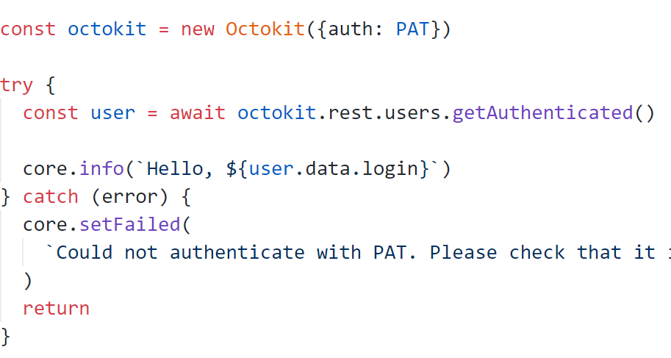 const octokit = new Octokit({auth: PAT})
try {
const user = await octokit.rest.users.getAuthenticated()
core.info(`Hello, ${user.data.login}`)
} catch (error) {
core.setFailed(
`Could not authenticate with PAT. Please check that it
)
return
}